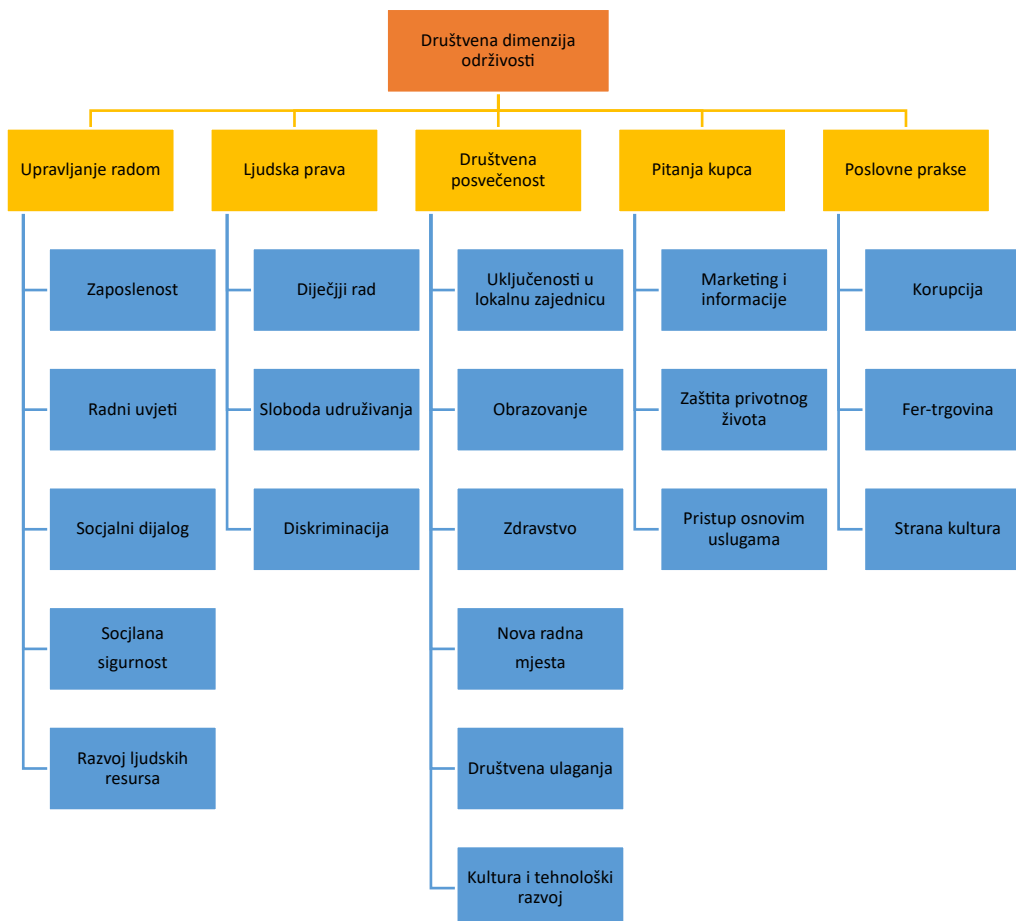 Društvena dimenzija
održivosti
Upravljanje radom
Zaposlenost
Radni uvjeti
Socjalni dijalog
Socjlana
sigurnost
Razvoj ljudskih
resursa
Ljudska prava
Diječjji rad
Sloboda udruživanja
Diskriminacija
Društvena
posvečenost
Uključenosti u
lokalnu zajednicu
Obrazovanje
Zdravstvo
Nova radna
mjesta
Društvena ulaganja
Kultura i tehnološki
razvoj
Pitanja kupca
Marketing i
informacije
Zaštita privotnog
života
Pristup osnovim
uslugama
Poslovne prakse
Korupcija
Fer-trgovina
Strana kultura